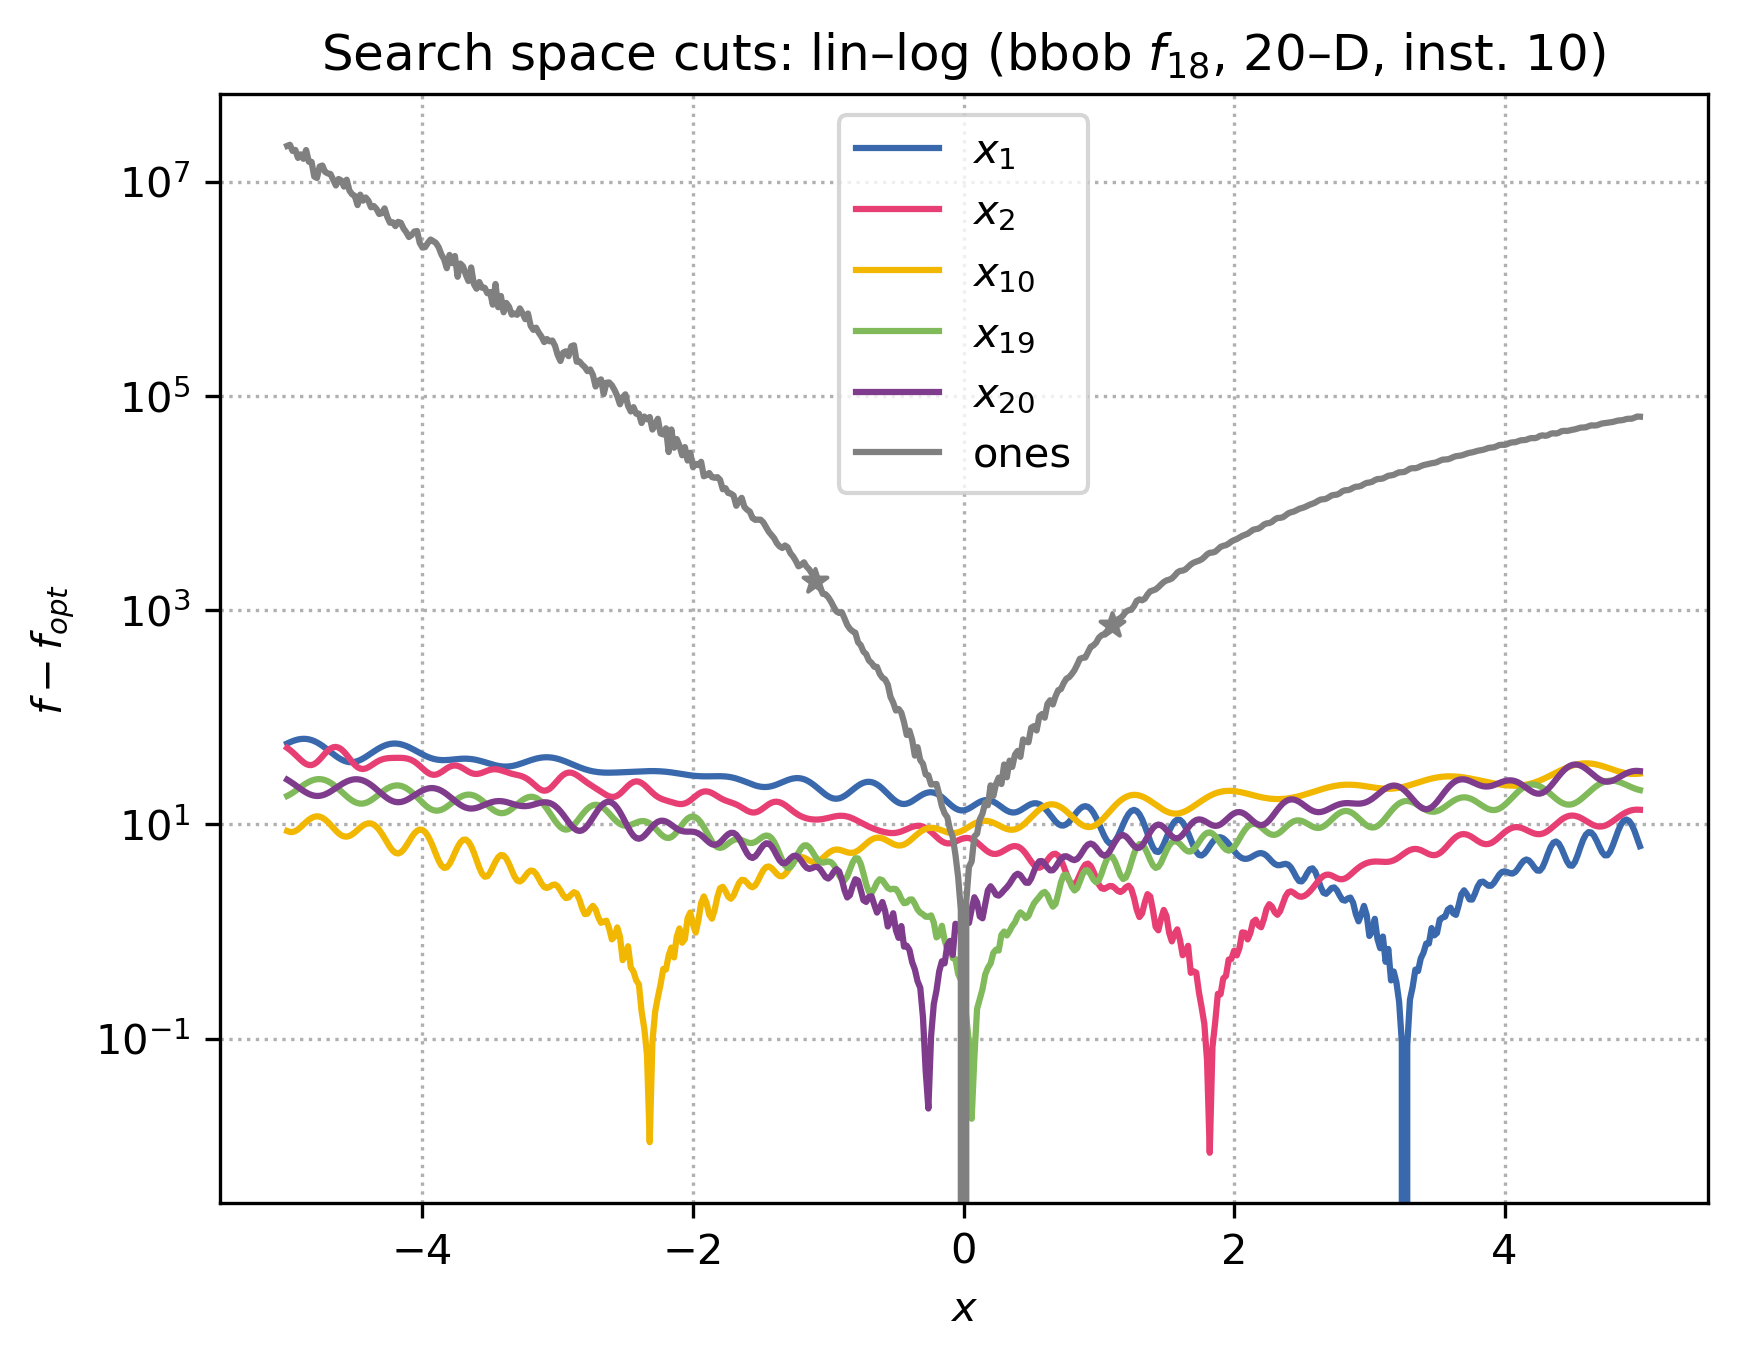 Search space cuts: lin–log (bbob f18, 20–D, inst. 10)
x1
x2
x10
x19
x20
ones
10^7
10^5
10^3
10^1
10^−1
f − fopt
−4 −2 0 2 4
x